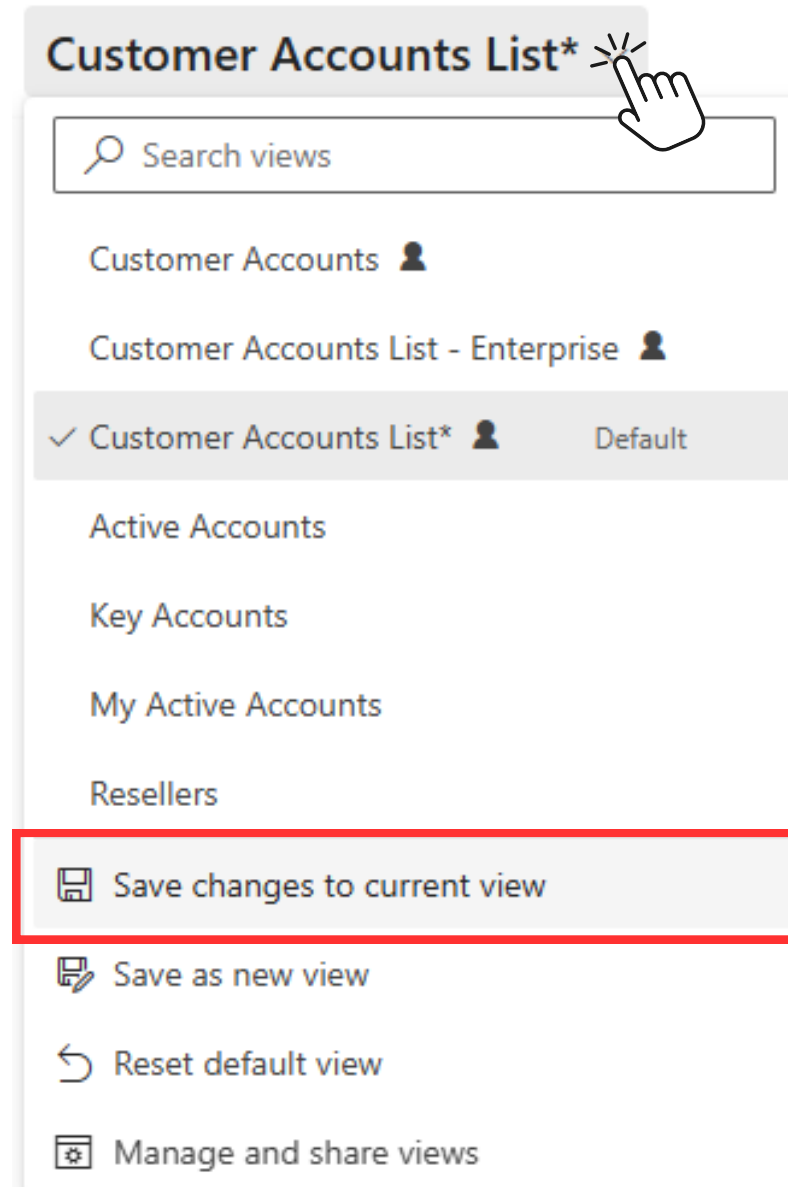 Customer Accounts List*
Search views
Customer Accounts
Customer Accounts List - Enterprise
Customer Accounts List* Default
Active Accounts
Key Accounts
My Active Accounts
Resellers
Save changes to current view
Save as new view
Reset default view
Manage and share views